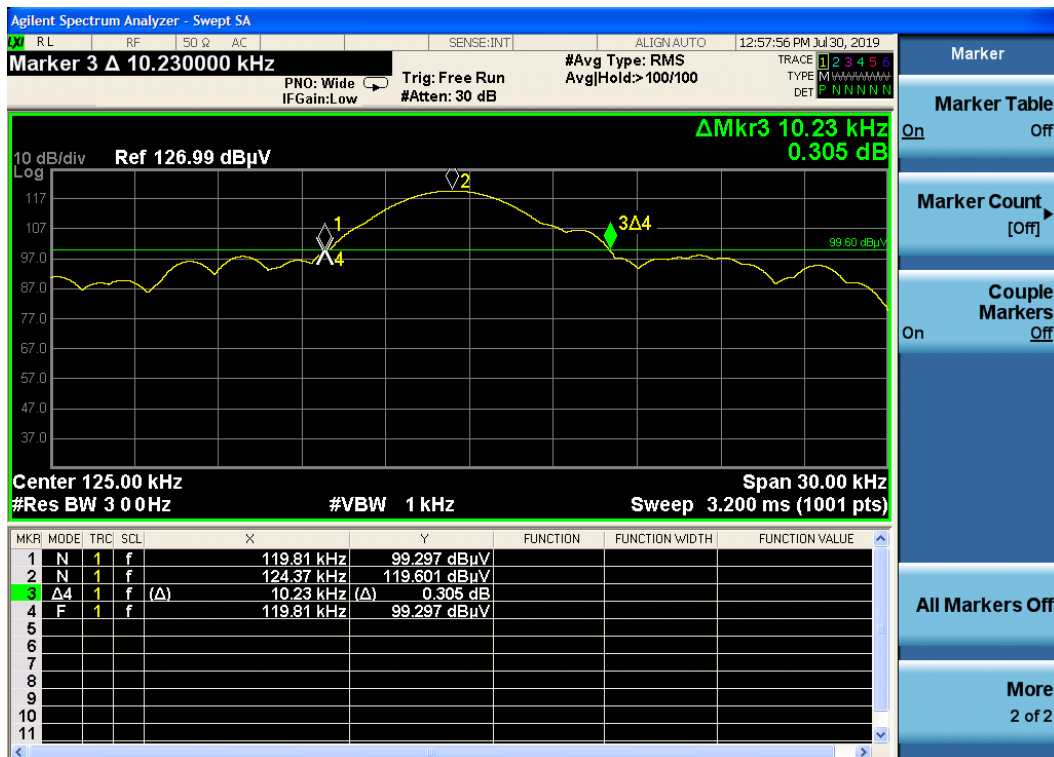 Agilent Spectrum Analyzer - Swept SA
LXI RL RF 50 Ω AC SENSE:INT ALIGN AUTO 12:57:56 PM Jul 30, 2019
Marker 3 Δ 10.230000 kHz
PNO: Wide
IFGain:Low
Trig: Free Run
#Atten: 30 dB
#Avg Type: RMS
Avg|Hold:>100/100
TRACE 1 2 3 4 5 6
TYPE M
DET P N N N N N
ΔMkr3 10.23 kHz
0.305 dB
10 dB/div Ref 126.99 dBµV
Log
117
107
97.0
87.0
77.0
67.0
57.0
47.0
37.0
1
2
3Δ4
4
99.60 dBµV
Center 125.00 kHz Span 30.00 kHz
#Res BW 3 0 0Hz #VBW 1 kHz Sweep 3.200 ms (1001 pts)
MKR MODE TRC SCL X Y FUNCTION FUNCTION WIDTH FUNCTION VALUE
1 N 1 f 119.81 kHz 99.297 dBµV
2 N 1 f 124.37 kHz 119.601 dBµV
3 Δ4 1 f (Δ) 10.23 kHz (Δ) 0.305 dB
4 F 1 f 119.81 kHz 99.297 dBµV
5
6
7
8
9
10
11
Marker
Marker Table
On Off
Marker Count
[Off]
Couple
Markers
On Off
All Markers Off
More
2 of 2